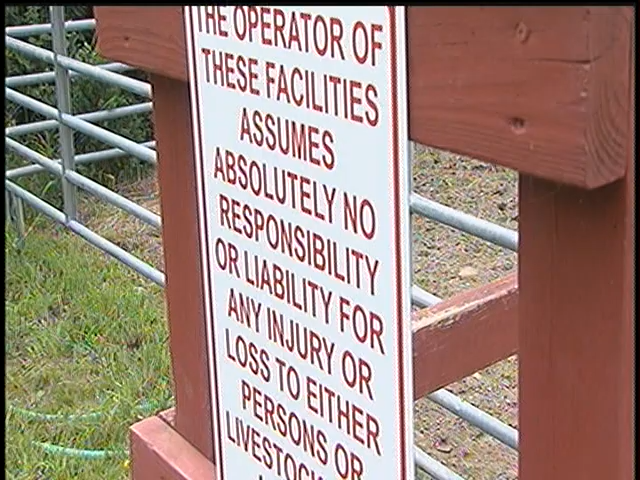 THE OPERATOR OF
THESE FACILITIES
ASSUMES
ABSOLUTELY NO
RESPONSIBILITY
OR LIABILITY FOR
ANY INJURY OR
LOSS TO EITHER
PERSONS OR
LIVESTOCK